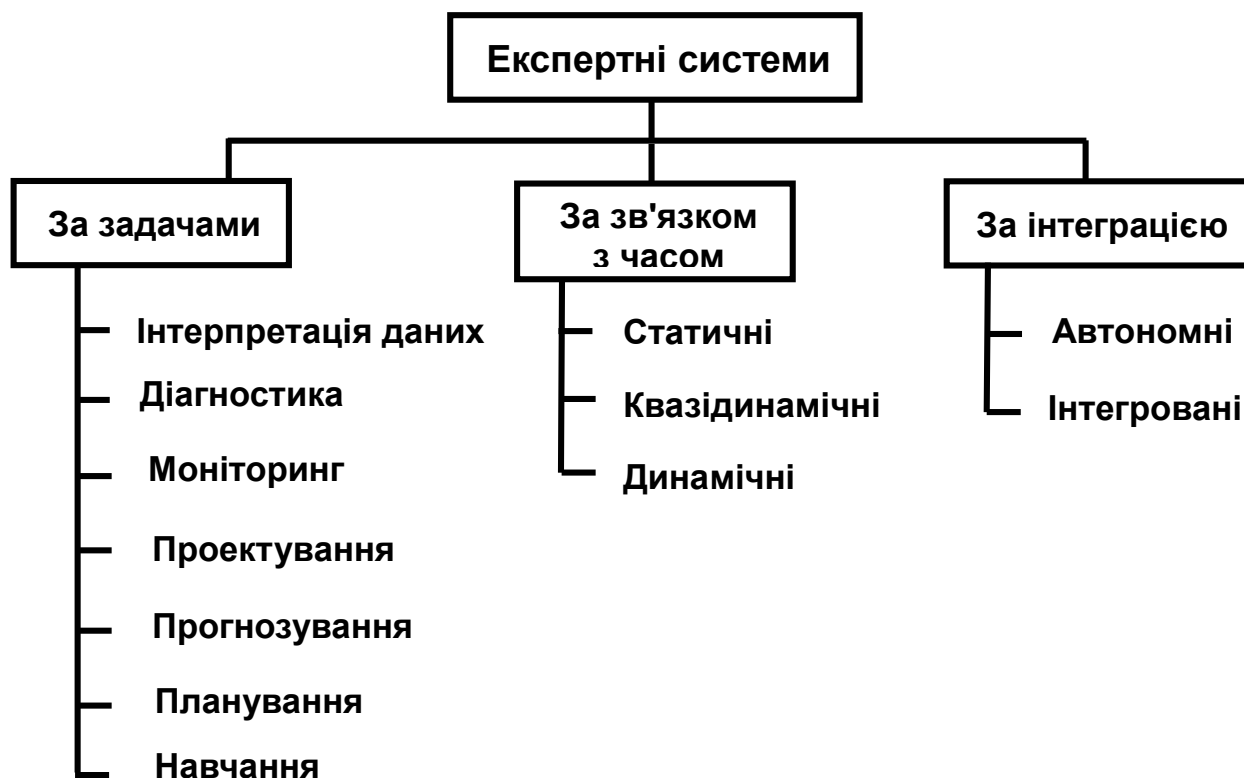 Експертні системи
За задачами
За зв'язком
з часом
За інтеграцією
Інтерпретація даних
Діагностика
Моніторинг
Проектування
Прогнозування
Планування
Навчання
Статичні
Квазідинамічні
Динамічні
Автономні
Інтегровані